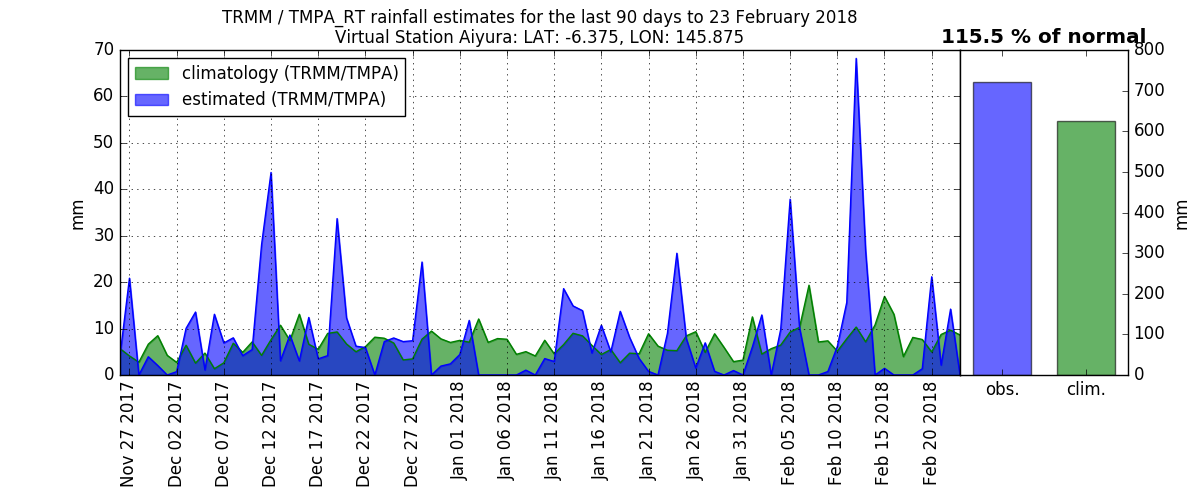 TRMM / TMPA_RT rainfall estimates for the last 90 days to 23 February 2018
Virtual Station Aiyura: LAT: -6.375, LON: 145.875
115.5 % of normal
climatology (TRMM/TMPA)
estimated (TRMM/TMPA)
70
60
50
40
30
20
10
0
mm
Nov 27 2017
Dec 02 2017
Dec 07 2017
Dec 12 2017
Dec 17 2017
Dec 22 2017
Dec 27 2017
Jan 01 2018
Jan 06 2018
Jan 11 2018
Jan 16 2018
Jan 21 2018
Jan 26 2018
Jan 31 2018
Feb 05 2018
Feb 10 2018
Feb 15 2018
Feb 20 2018
800
700
600
500
400
300
200
100
0
mm
obs.
clim.